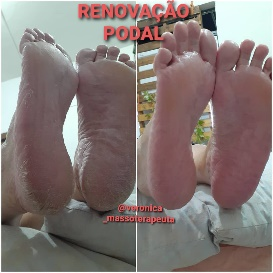 RENOVAÇÃO
PODAL
@veronica
_massoterapeuta